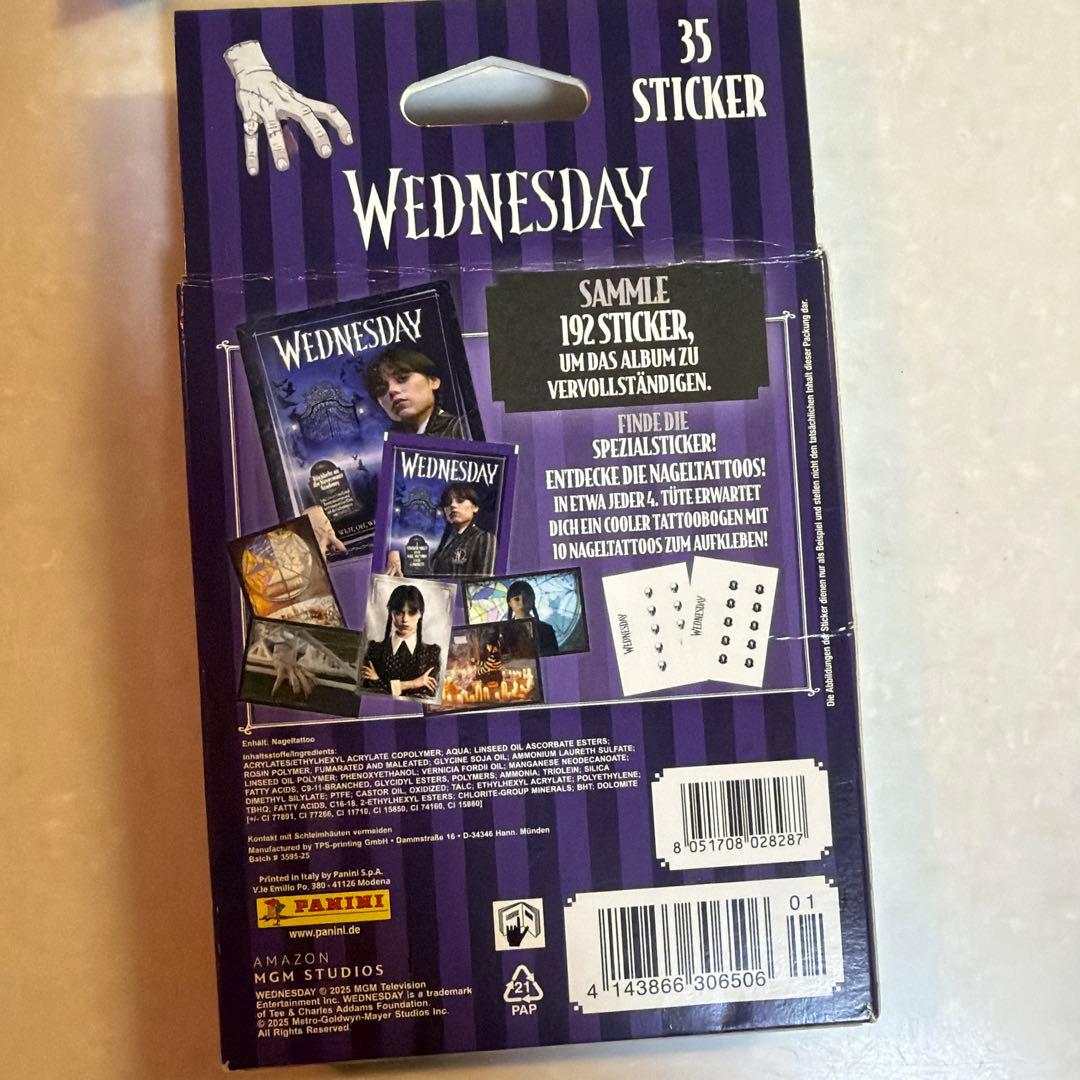 35
STICKER
WEDNESDAY
SAMMLE
192 STICKER,
UM DAS ALBUM ZU
VERVOLLSTÄNDIGEN.
FINDE DIE
SPEZIALSTICKER!
ENTDECKE DIE NAGELTATTOOS!
IN ETWA JEDER 4. TÜTE ERWARTET
DICH EIN COOLER TATTOOBOGEN MIT
10 NAGELTATTOOS ZUM AUFKLEBEN!
WEDNESDAY
WEDNESDAY
WEDNESDAY
WEDNESDAY
Die Abbildungen der Sticker dienen nur als Beispiel und stellen nicht den tatsächlichen Inhalt dieser Packung dar.
Enhält: Nageltattoo
Inhaltsstoffe/Ingredients:
ACRYLATES/ETHYLHEXYL ACRYLATE COPOLYMER; AQUA; LINSEED OIL ASCORBATE ESTERS;
ROSIN POLYMER, FUMARATED AND MALEATED; GLYCINE SOJA OIL; AMMONIUM LAURETH SULFATE;
LINSEED OIL POLYMER; PHENOXYETHANOL; VERNICIA FORDII OIL; MANGANESE NEODECANOATE;
FATTY ACIDS, C9-11-BRANCHED, GLYCIDYL ESTERS, POLYMERS; AMMONIA; TRIOLEIN; SILICA
DIMETHYL SILYLATE; PTFE; CASTOR OIL, OXIDIZED; TALC; ETHYLHEXYL ACRYLATE; POLYETHYLENE;
TBHQ; FATTY ACIDS, C16-18, 2-ETHYLHEXYL ESTERS; CHLORITE-GROUP MINERALS; BHT; DOLOMITE
[+/- CI 77891, CI 77266, CI 11710, CI 15850, CI 74160, CI 15860]
Kontakt mit Schleimhäuten vermeiden
Manufactured by TPS-printing GmbH • Dammstraße 16 • D-34346 Hann. Münden
Batch # 3595-25
8 051708 028287
Printed in Italy by Panini S.p.A.
V.le Emilio Po, 380 - 41126 Modena
PANINI
www.panini.de
AMAZON
MGM STUDIOS
WEDNESDAY © 2025 MGM Television
Entertainment Inc. WEDNESDAY is a trademark
of Tee & Charles Addams Foundation.
© 2025 Metro-Goldwyn-Mayer Studios Inc.
All Rights Reserved.
21
PAP
01
4 143866 306506